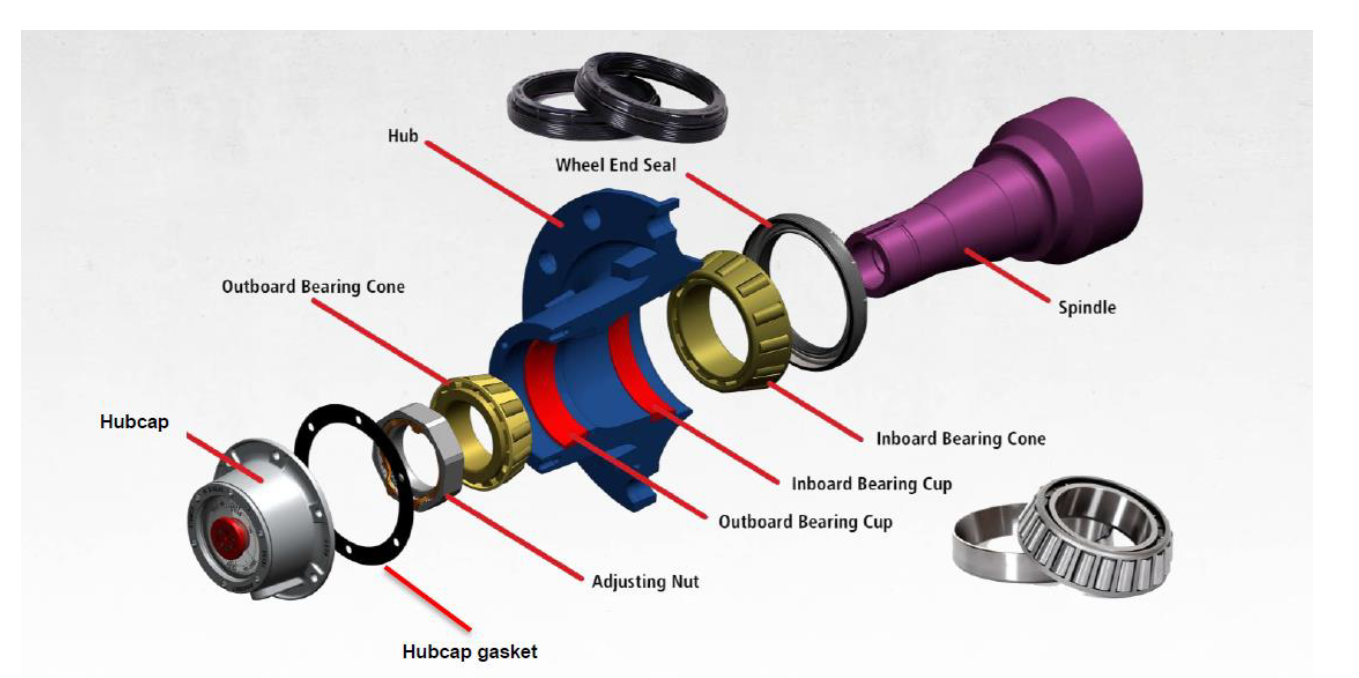 Hub
Wheel End Seal
Outboard Bearing Cone
Spindle
Hubcap
Inboard Bearing Cone
Inboard Bearing Cup
Outboard Bearing Cup
Adjusting Nut
Hubcap gasket